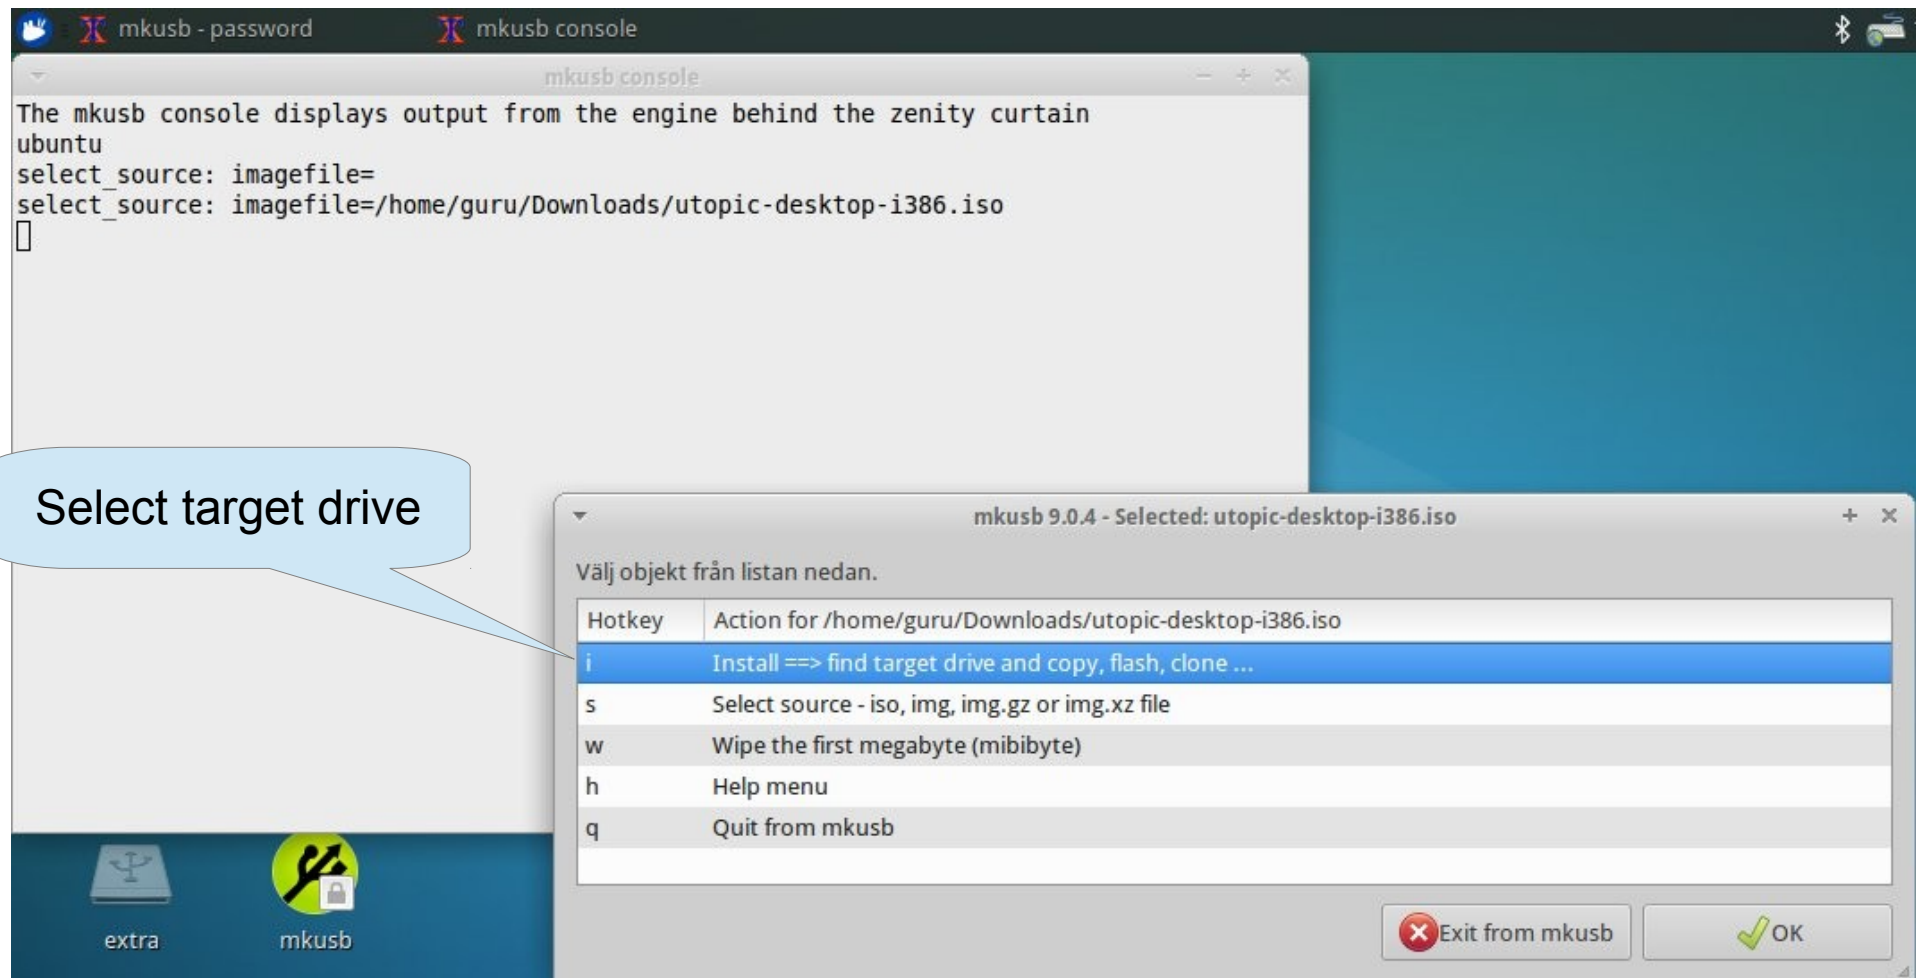 mkusb - password
mkusb console
mkusb console
The mkusb console displays output from the engine behind the zenity curtain
ubuntu
select_source: imagefile=
select_source: imagefile=/home/guru/Downloads/utopic-desktop-i386.iso
Select target drive
mkusb 9.0.4 - Selected: utopic-desktop-i386.iso
Välj objekt från listan nedan.
Hotkey Action for /home/guru/Downloads/utopic-desktop-i386.iso
i Install ==> find target drive and copy, flash, clone ...
s Select source - iso, img, img.gz or img.xz file
w Wipe the first megabyte (mibibyte)
h Help menu
q Quit from mkusb
Exit from mkusb
OK
extra
mkusb